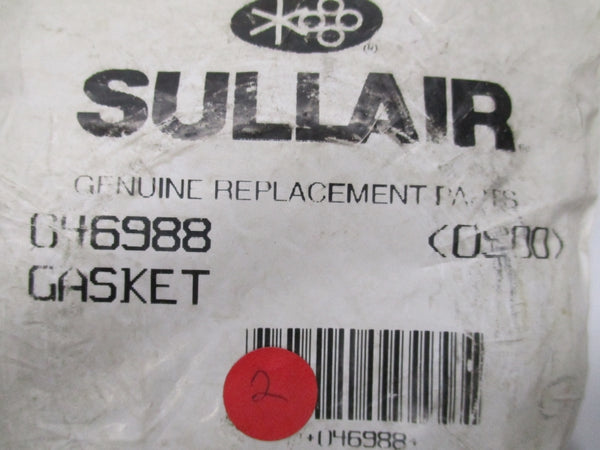 SULLAIR
GENUINE REPLACEMENT PARTS
046988
GASKET
2
*046988*